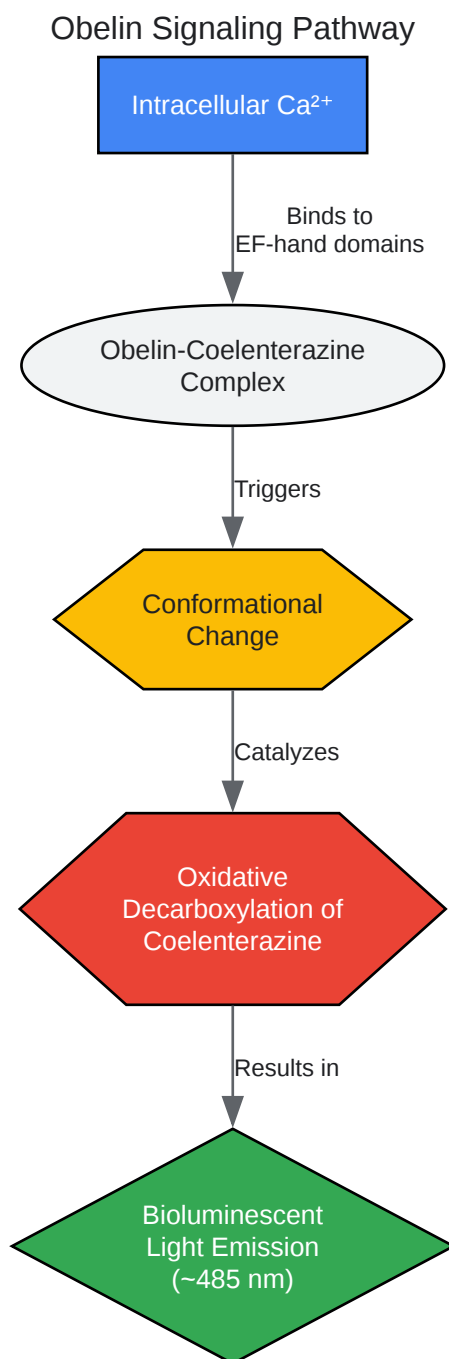 Obelin Signaling Pathway
Intracellular Ca²⁺
Binds to
EF-hand domains
Obelin-Coelenterazine
Complex
Triggers
Conformational
Change
Catalyzes
Oxidative
Decarboxylation of
Coelenterazine
Results in
Bioluminescent
Light Emission
(~485 nm)